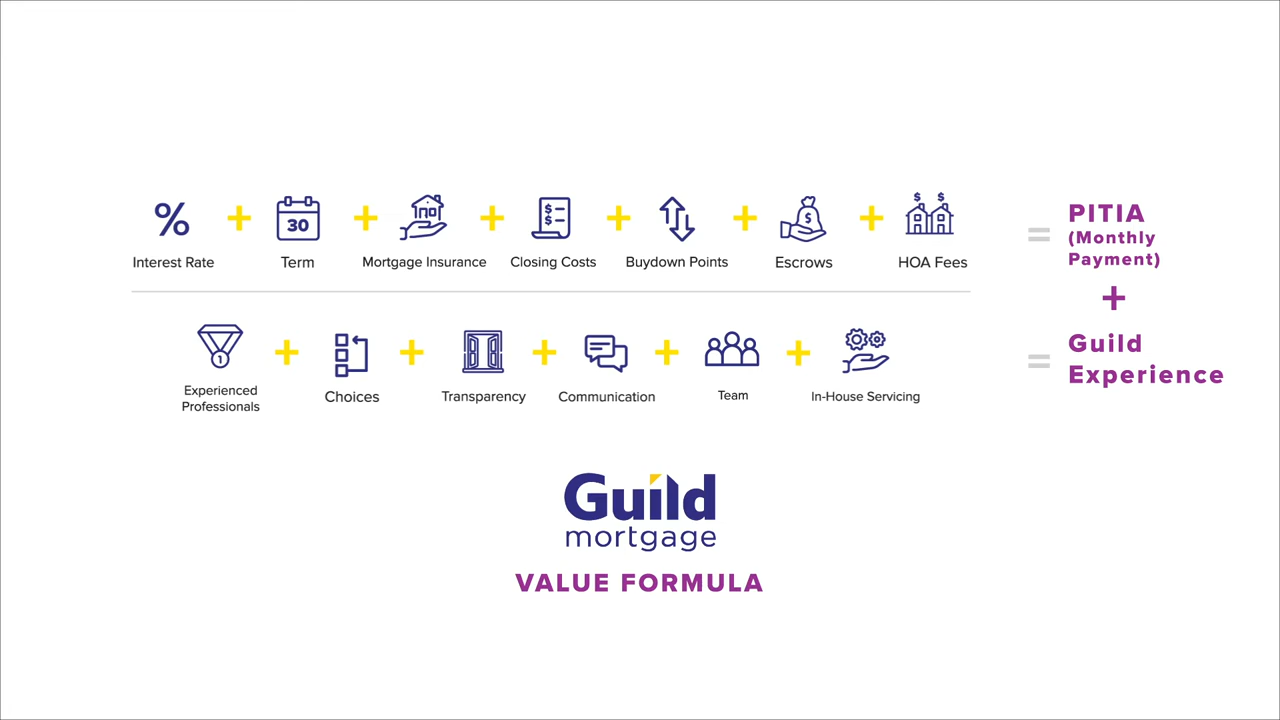 % + 30 + + $ $ + + $ + $ $
Interest Rate Term Mortgage Insurance Closing Costs Buydown Points Escrows HOA Fees
= PITIA
(Monthly
Payment)
+
1 + + + + +
Experienced
Professionals
Choices Transparency Communication Team In-House Servicing
= Guild
Experience
Guild
mortgage
VALUE FORMULA